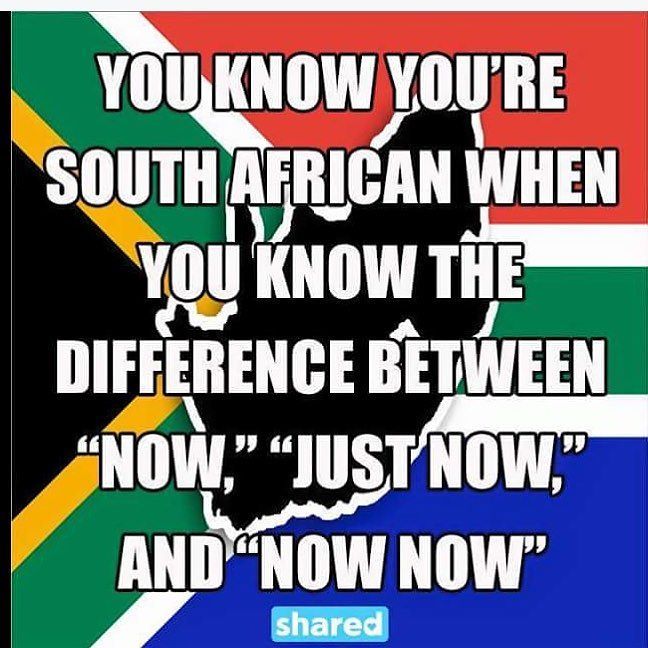 YOU KNOW YOU'RE
SOUTH AFRICAN WHEN
YOU KNOW THE
DIFFERENCE BETWEEN
“NOW,” “JUST NOW,”
AND “NOW NOW”
shared